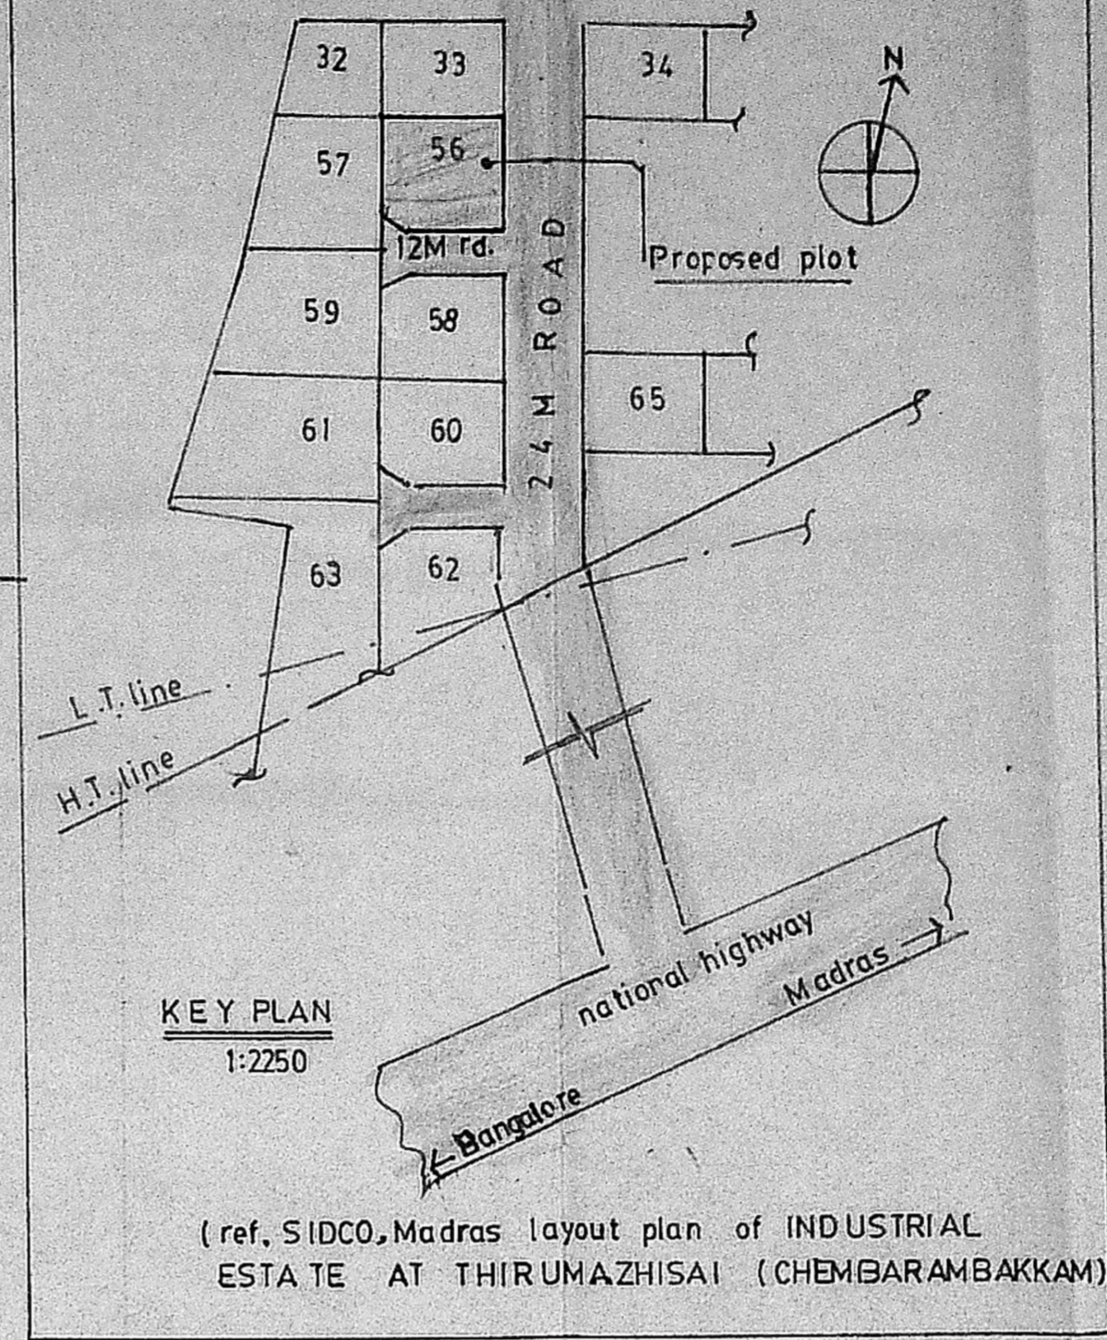 32
33
34
N
57
56
12M rd.
Proposed plot
59
58
24M ROAD
65
61
60
63
62
L.T. line
H.T. line
national highway
Madras →
KEY PLAN
1:2250
← Bangalore
(ref. SIDCO, Madras layout plan of INDUSTRIAL
ESTATE AT THIRUMAZHISAI (CHEMBARAMBAKKAM)